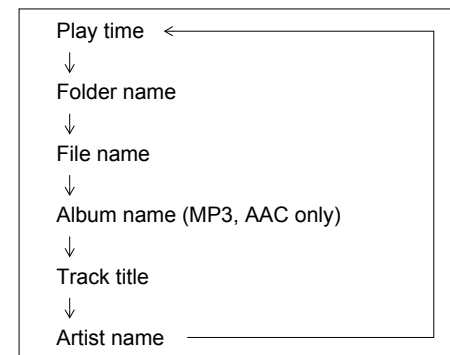 Play time
Folder name
File name
Album name (MP3, AAC only)
Track title
Artist name